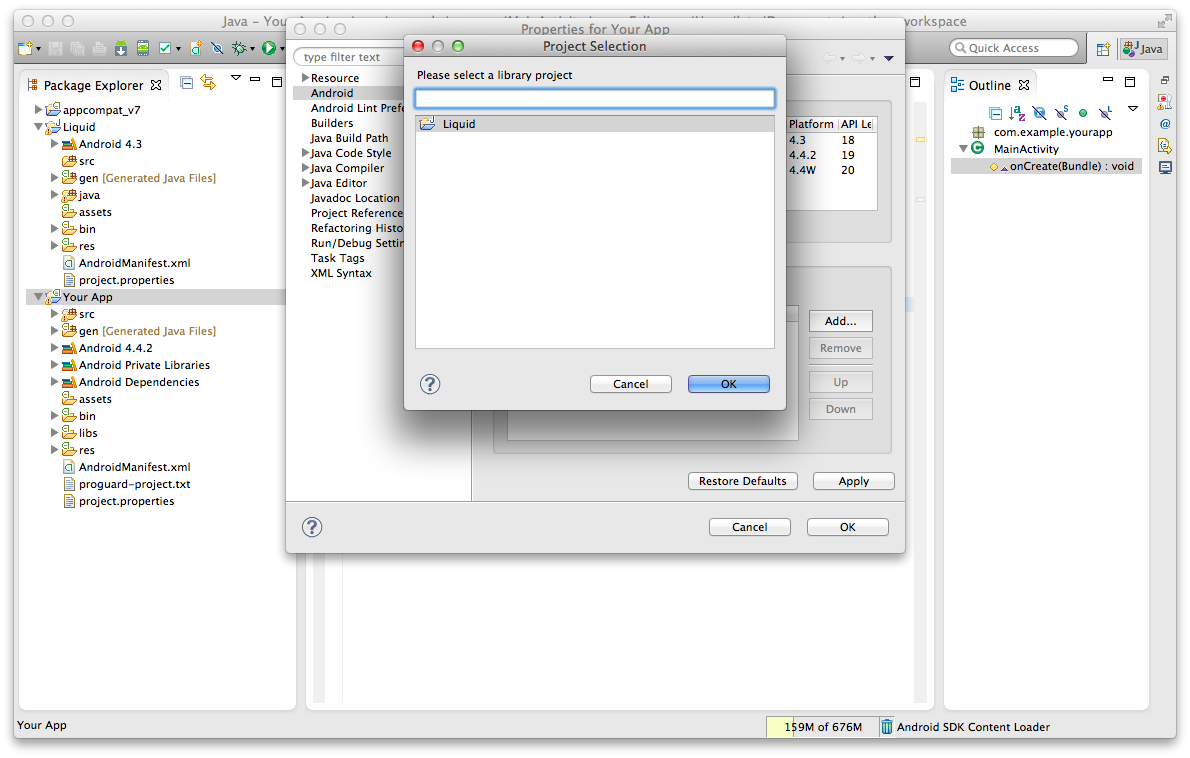 Java – Your App
workspace
Quick Access
Java
Package Explorer
appcompat_v7
Liquid
Android 4.3
src
gen [Generated Java Files]
java
assets
bin
res
AndroidManifest.xml
project.properties
Your App
src
gen [Generated Java Files]
Android 4.4.2
Android Private Libraries
Android Dependencies
assets
bin
libs
res
AndroidManifest.xml
proguard-project.txt
project.properties
Properties for Your App
type filter text
Resource
Android
Android Lint Prefe
Builders
Java Build Path
Java Code Style
Java Compiler
Java Editor
Javadoc Location
Project Reference
Refactoring Histo
Run/Debug Settin
Task Tags
XML Syntax
Platform API Le
4.3 18
4.4.2 19
4.4W 20
Add...
Remove
Up
Down
Restore Defaults Apply
Cancel OK
Project Selection
Please select a library project
Liquid
Cancel OK
Outline
com.example.yourapp
MainActivity
onCreate(Bundle) : void
Your App
159M of 676M
Android SDK Content Loader